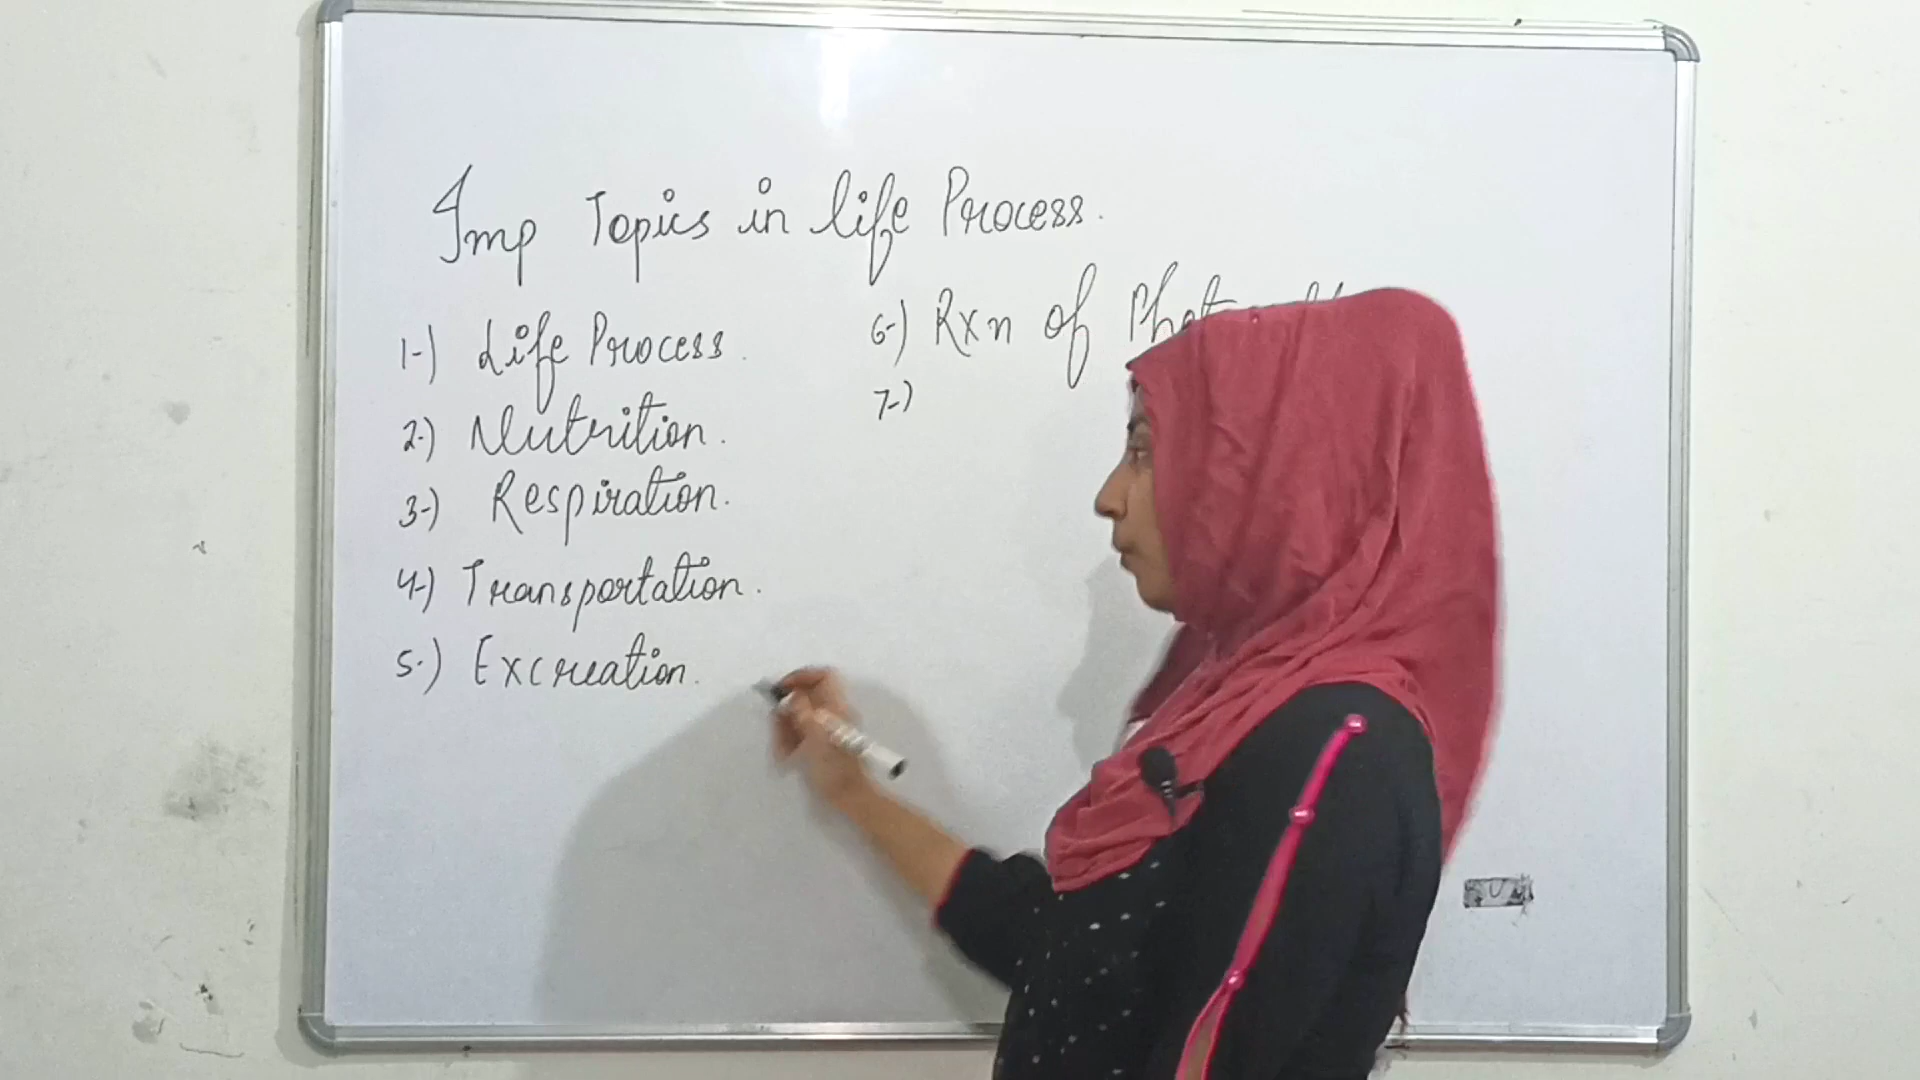 Imp Topics in life Process.
1-) Life Process.
2-) Nutrition.
3-) Respiration.
4-) Transportation.
5-) Excreation.
6-) Rxn of
7-)